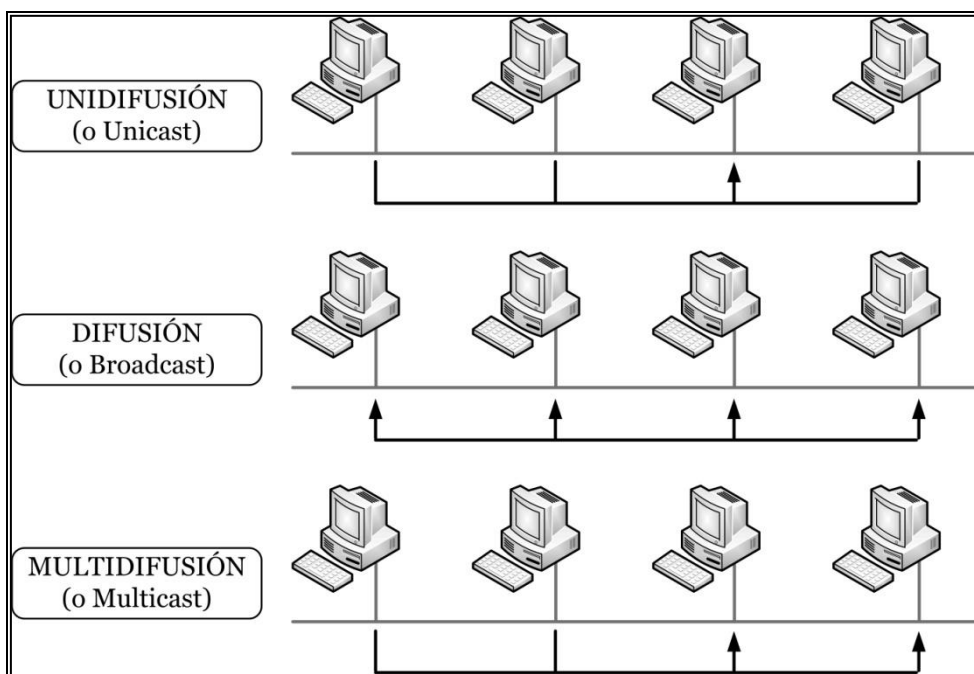 UNIDIFUSIÓN
(o Unicast)
DIFUSIÓN
(o Broadcast)
MULTIDIFUSIÓN
(o Multicast)